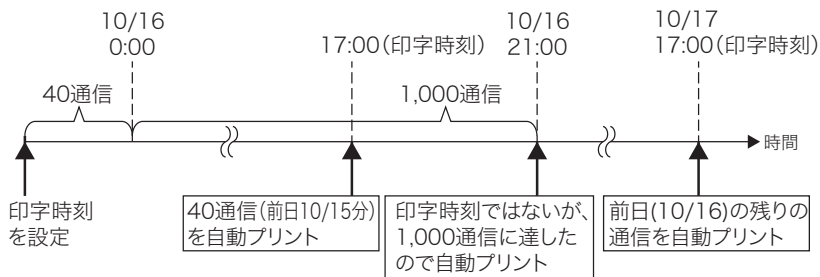 10/16
0:00
17:00(印字時刻)
10/16
21:00
10/17
17:00(印字時刻)
40通信
1,000通信
時間
印字時刻
を設定
40通信(前日10/15分)
を自動プリント
印字時刻ではないが、
1,000通信に達した
ので自動プリント
前日(10/16)の残りの
通信を自動プリント